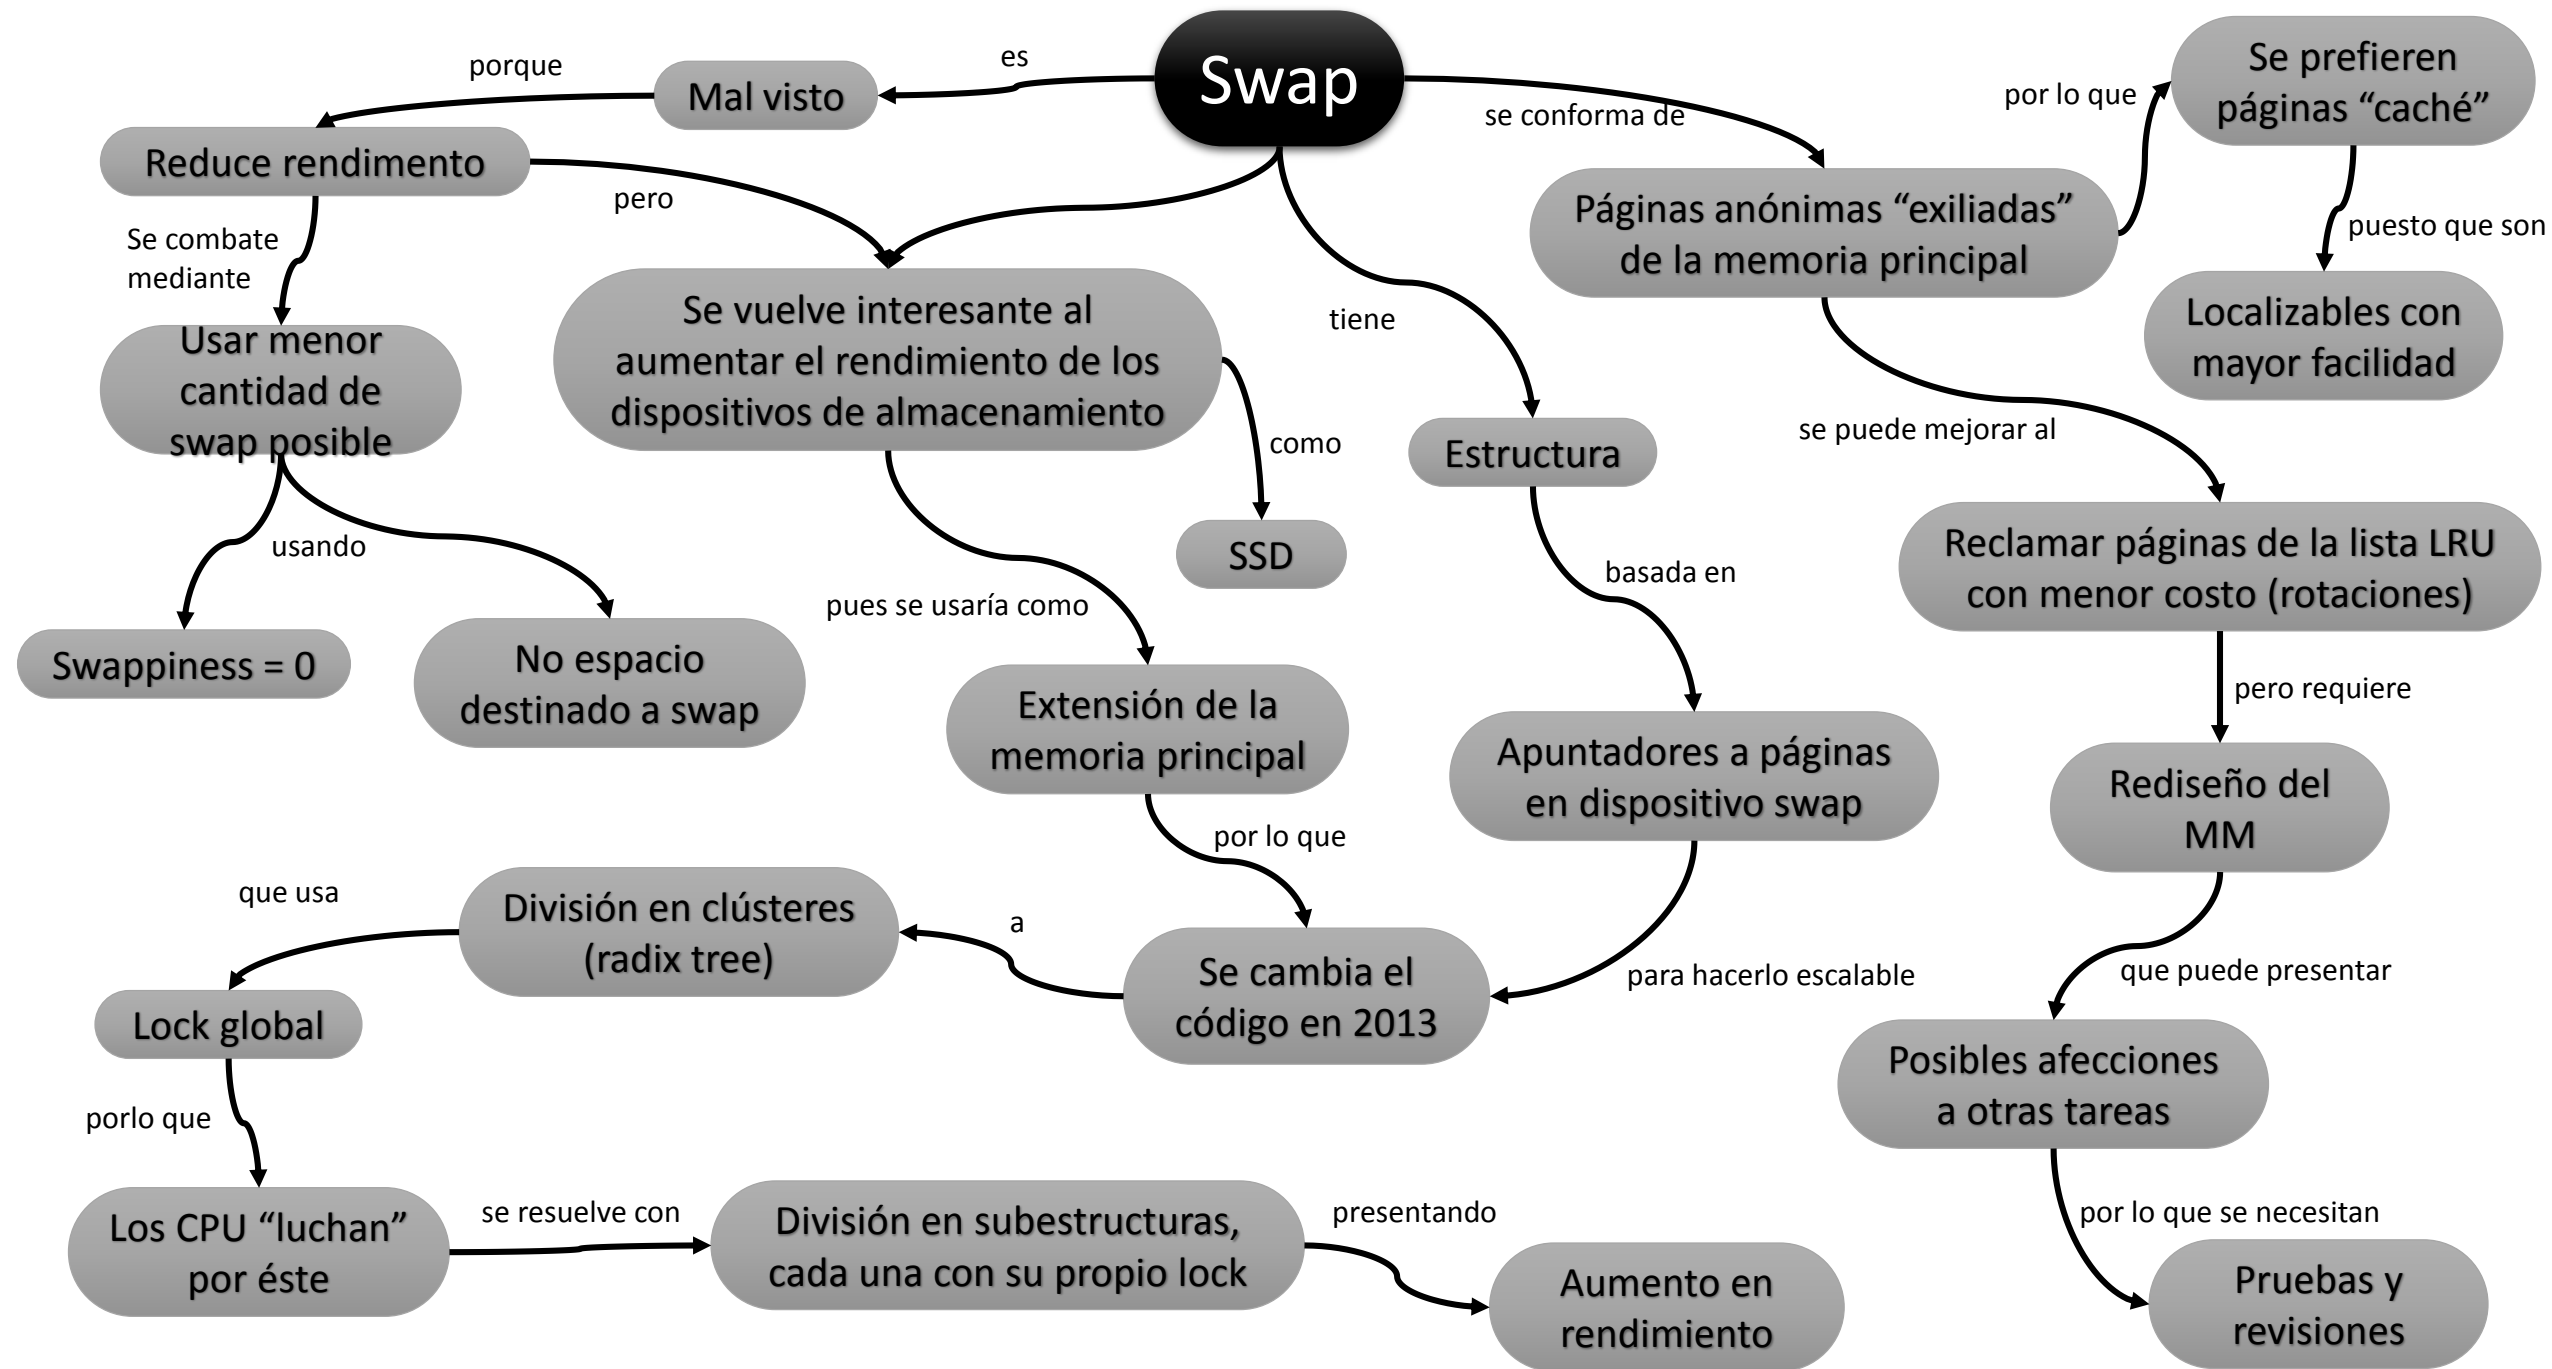 Swap
es
Mal visto
porque
Reduce rendimento
Se combate
mediante
Usar menor
cantidad de
swap posible
usando
Swappiness = 0
No espacio
destinado a swap
pero
Se vuelve interesante al
aumentar el rendimiento de los
dispositivos de almacenamiento
como
SSD
pues se usaría como
Extensión de la
memoria principal
por lo que
Se cambia el
código en 2013
a
División en clústeres
(radix tree)
que usa
Lock global
porlo que
Los CPU “luchan”
por éste
se resuelve con
División en subestructuras,
cada una con su propio lock
presentando
Aumento en
rendimiento
tiene
Estructura
basada en
Apuntadores a páginas
en dispositivo swap
para hacerlo escalable
se conforma de
Páginas anónimas “exiliadas”
de la memoria principal
por lo que
Se prefieren
páginas “caché”
puesto que son
Localizables con
mayor facilidad
se puede mejorar al
Reclamar páginas de la lista LRU
con menor costo (rotaciones)
pero requiere
Rediseño del
MM
que puede presentar
Posibles afecciones
a otras tareas
por lo que se necesitan
Pruebas y
revisiones